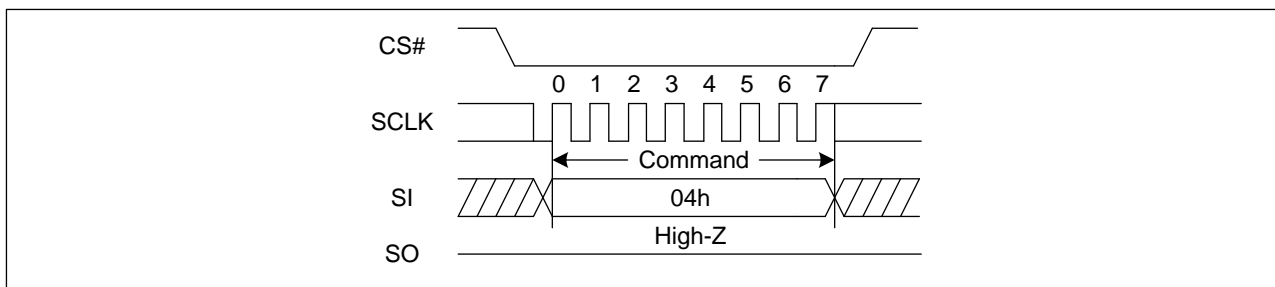 CS#
0 1 2 3 4 5 6 7
SCLK
Command
SI
04h
High-Z
SO